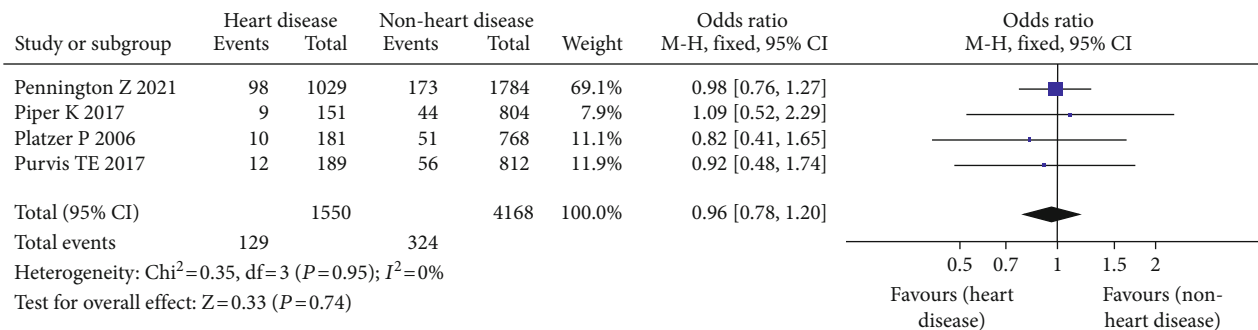 Heart disease Non-heart disease Odds ratio Odds ratio
Study or subgroup Events Total Events Total Weight M-H, fixed, 95% CI M-H, fixed, 95% CI
Pennington Z 2021 98 1029 173 1784 69.1% 0.98 [0.76, 1.27]
Piper K 2017 9 151 44 804 7.9% 1.09 [0.52, 2.29]
Platzer P 2006 10 181 51 768 11.1% 0.82 [0.41, 1.65]
Purvis TE 2017 12 189 56 812 11.9% 0.92 [0.48, 1.74]
Total (95% CI) 1550 4168 100.0% 0.96 [0.78, 1.20]
Total events 129 324
Heterogeneity: Chi²=0.35, df=3 (P=0.95); I²=0%
Test for overall effect: Z=0.33 (P=0.74)
0.5 0.7 1 1.5 2
Favours (heart
disease)
Favours (non-
heart disease)